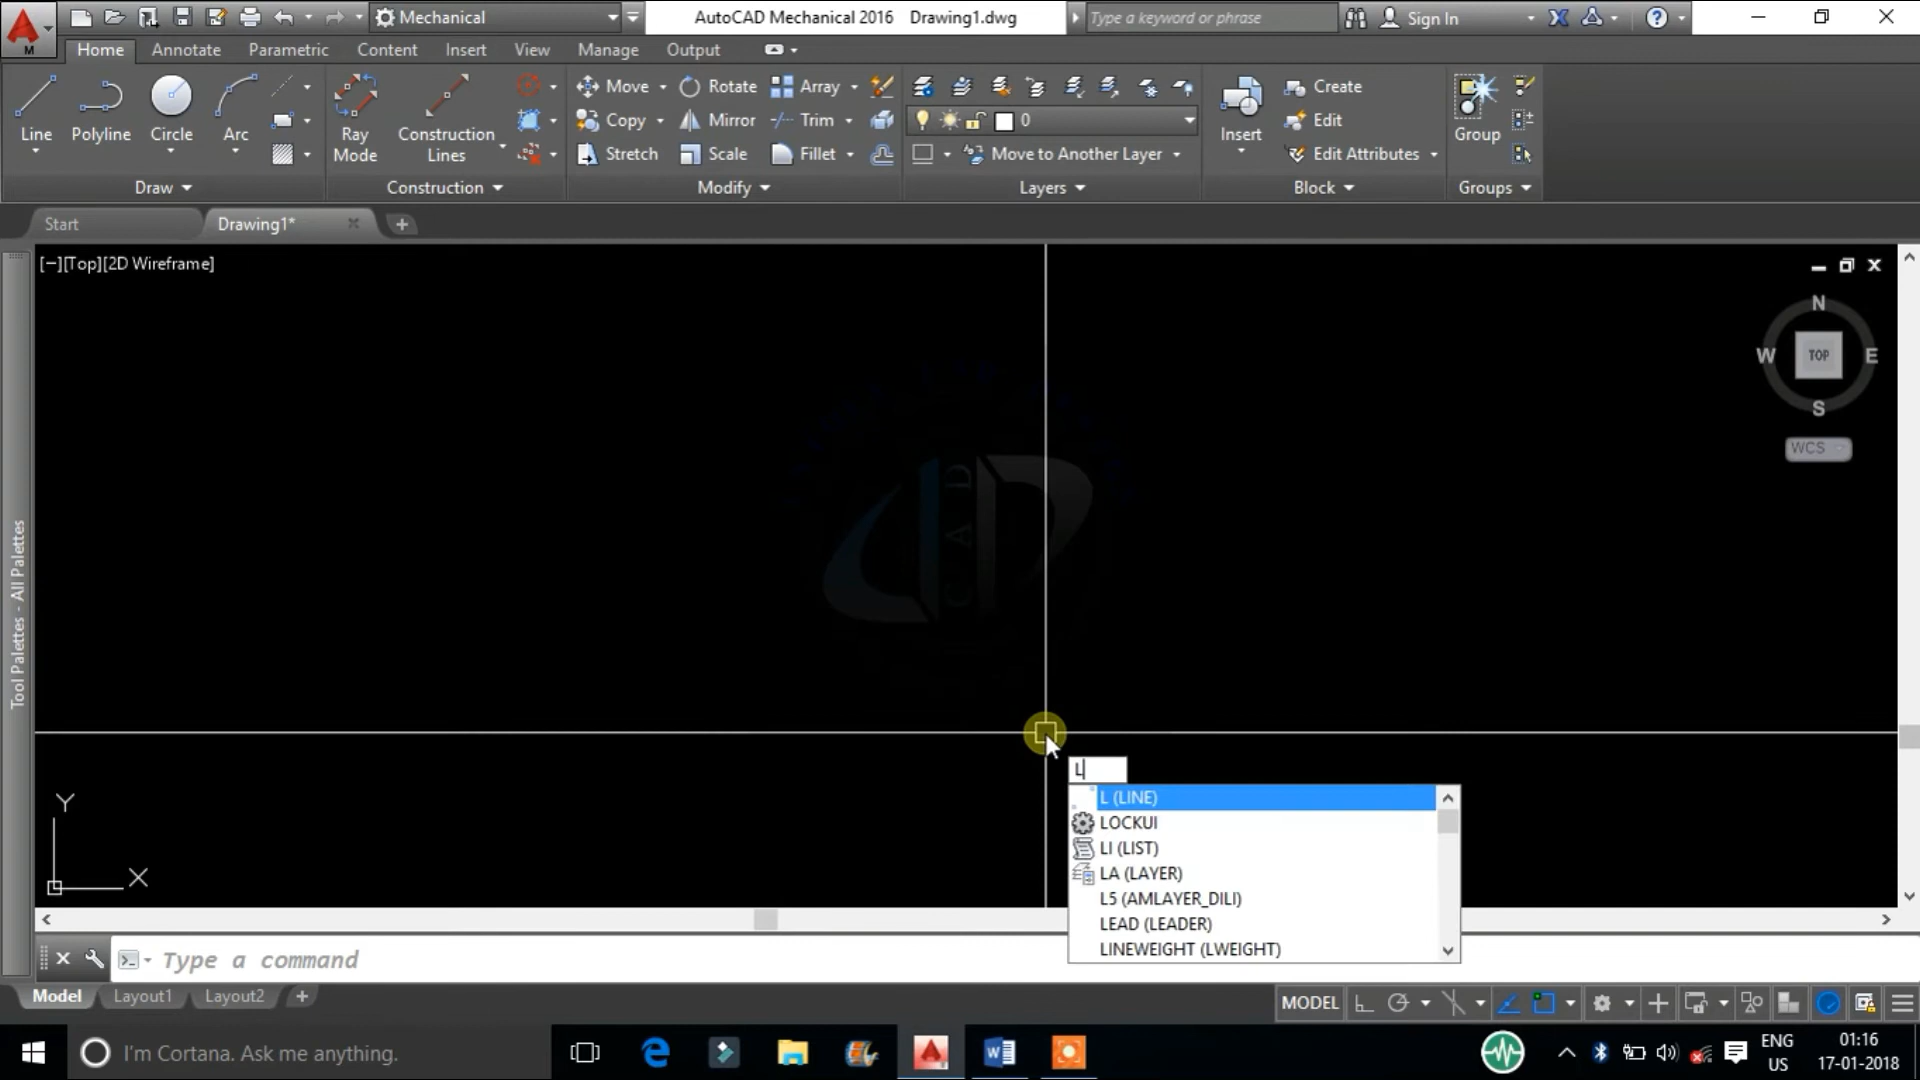 M
Mechanical
AutoCAD Mechanical 2016 Drawing1.dwg
Type a keyword or phrase
Sign In
Home Annotate Parametric Content Insert View Manage Output
Line Polyline Circle Arc
Ray Mode
Construction Lines
Move Rotate Array
Copy Mirror Trim
Stretch Scale Fillet
0
Move to Another Layer
Insert
Create
Edit
Edit Attributes
Group
Draw Construction Modify Layers Block Groups
Start Drawing1*
[−][Top][2D Wireframe]
N
W TOP E
S
WCS
CAD
Tool Palettes - All Palettes
L
L (LINE)
LOCKUI
LI (LIST)
LA (LAYER)
L5 (AMLAYER_DILI)
LEAD (LEADER)
LINEWEIGHT (LWEIGHT)
Y
X
Type a command
Model Layout1 Layout2
MODEL
I'm Cortana. Ask me anything.
ENG
US
01:16
17-01-2018